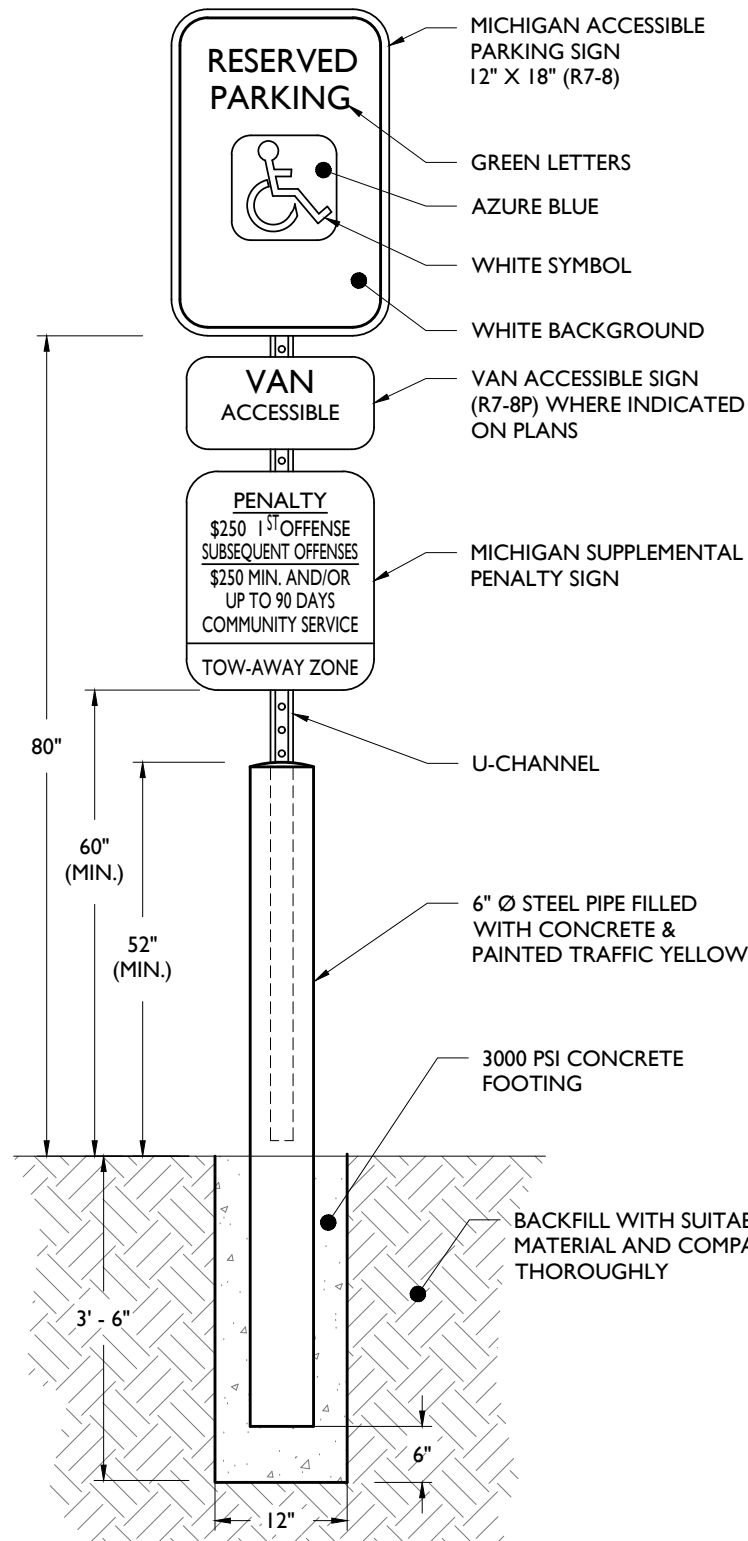 RESERVED
PARKING
VAN
ACCESSIBLE
PENALTY
$250 1ST OFFENSE
SUBSEQUENT OFFENSES
$250 MIN. AND/OR
UP TO 90 DAYS
COMMUNITY SERVICE
TOW-AWAY ZONE
MICHIGAN ACCESSIBLE
PARKING SIGN
12" X 18" (R7-8)
GREEN LETTERS
AZURE BLUE
WHITE SYMBOL
WHITE BACKGROUND
VAN ACCESSIBLE SIGN
(R7-8P) WHERE INDICATED
ON PLANS
MICHIGAN SUPPLEMENTAL
PENALTY SIGN
U-CHANNEL
6" Ø STEEL PIPE FILLED
WITH CONCRETE &
PAINTED TRAFFIC YELLOW
3000 PSI CONCRETE
FOOTING
BACKFILL WITH
MATERIAL AND
THOROUGHLY
80"
60"
(MIN.)
52"
(MIN.)
3' - 6"
6"
12"